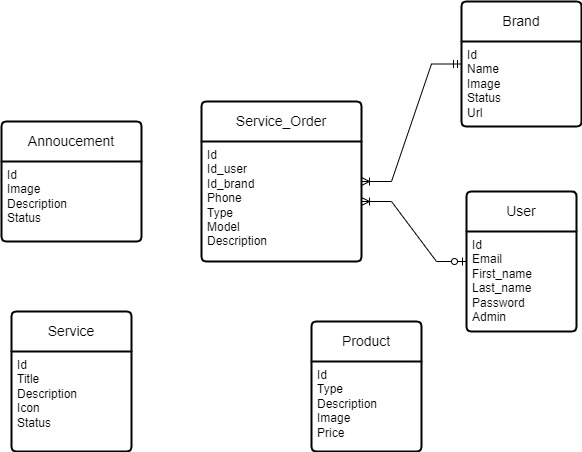 Brand
Id
Name
Image
Status
Url
Service_Order
Id
Id_user
Id_brand
Phone
Type
Model
Description
Annoucement
Id
Image
Description
Status
User
Id
Email
First_name
Last_name
Password
Admin
Service
Id
Title
Description
Icon
Status
Product
Id
Type
Description
Image
Price